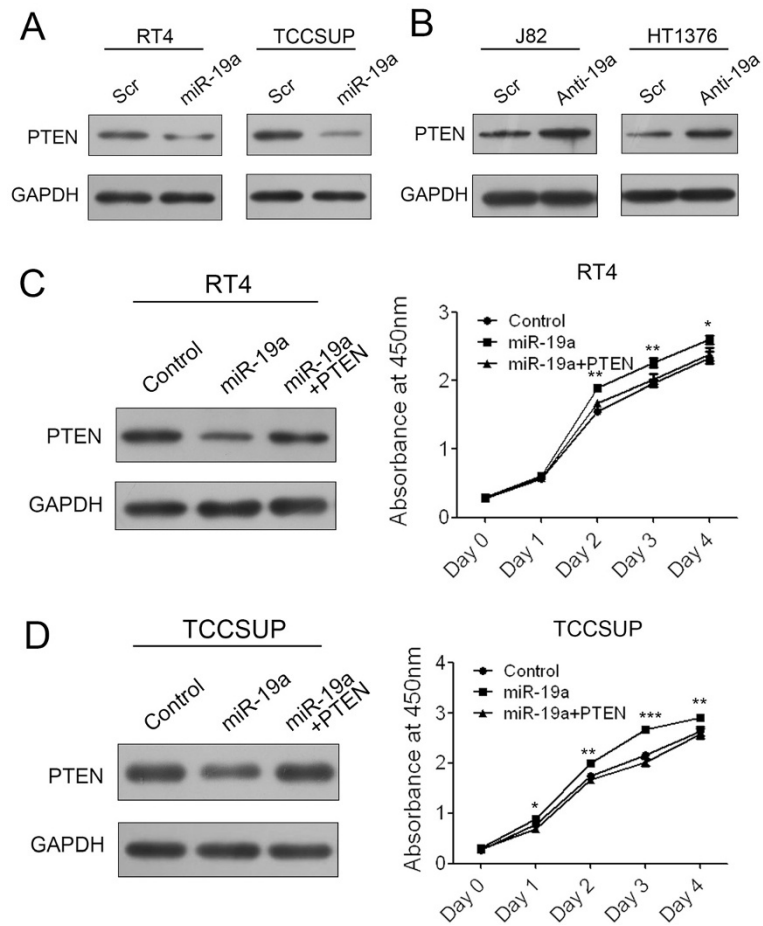 A
RT4
TCCSUP
Scr
miR-19a
Scr
miR-19a
PTEN
GAPDH
B
J82
HT1376
Scr
Anti-19a
Scr
Anti-19a
PTEN
GAPDH
C
RT4
Control
miR-19a
miR-19a
+PTEN
PTEN
GAPDH
RT4
Absorbance at 450nm
3
2
1
0
Control
miR-19a
miR-19a+PTEN
**
**
*
Day 0
Day 1
Day 2
Day 3
Day 4
D
TCCSUP
Control
miR-19a
miR-19a
+PTEN
PTEN
GAPDH
TCCSUP
Absorbance at 450nm
4
3
2
1
0
Control
miR-19a
miR-19a+PTEN
*
**
***
**
Day 0
Day 1
Day 2
Day 3
Day 4